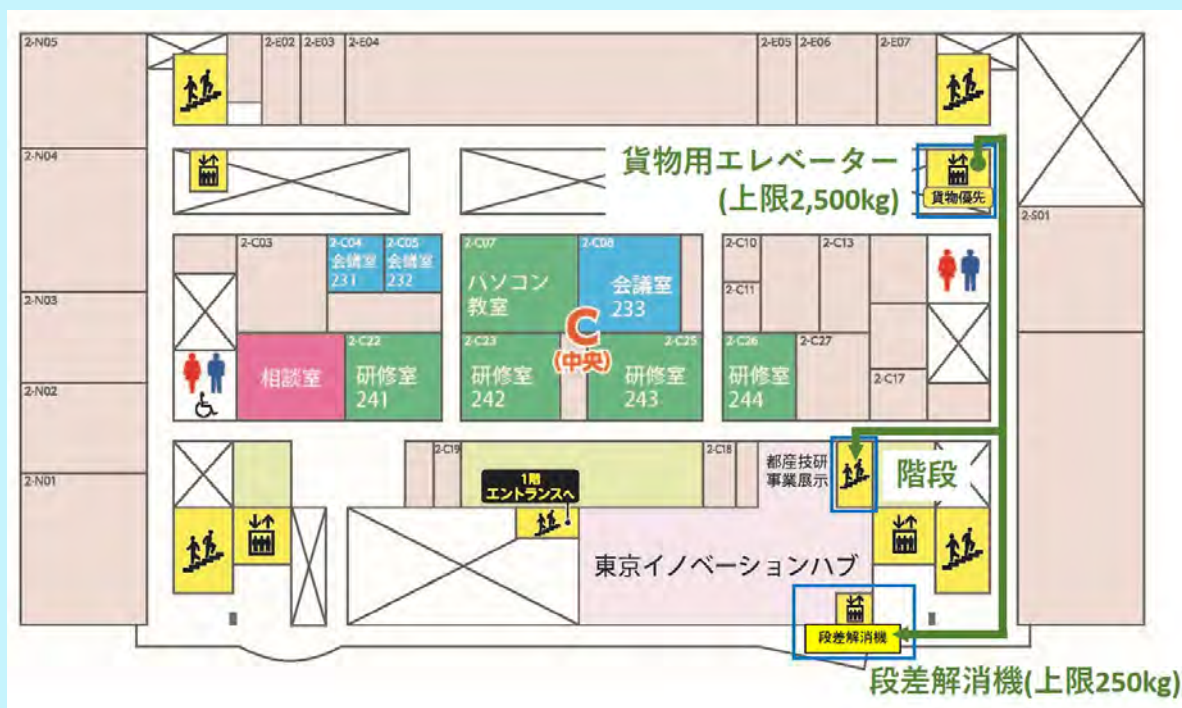 2-N05
2-E02
2-E03
2-E04
2-E05
2-E06
2-E07
2-N04
貨物用エレベーター
(上限2,500kg)
貨物優先
2-S01
2-C03
2-C04
会議室
231
2-C05
会議室
232
2-C07
パソコン
教室
2-C08
会議室
233
2-C10
2-C11
2-C13
2-N03
C
(中央)
相談室
2-C22
研修室
241
2-C23
研修室
242
2-C25
研修室
243
2-C26
研修室
244
2-C27
2-C17
2-N02
2-N01
2-C19
2-C18
1階
エントランスへ
都産技研
事業展示
階段
東京イノベーションハブ
段差解消機
段差解消機(上限250kg)